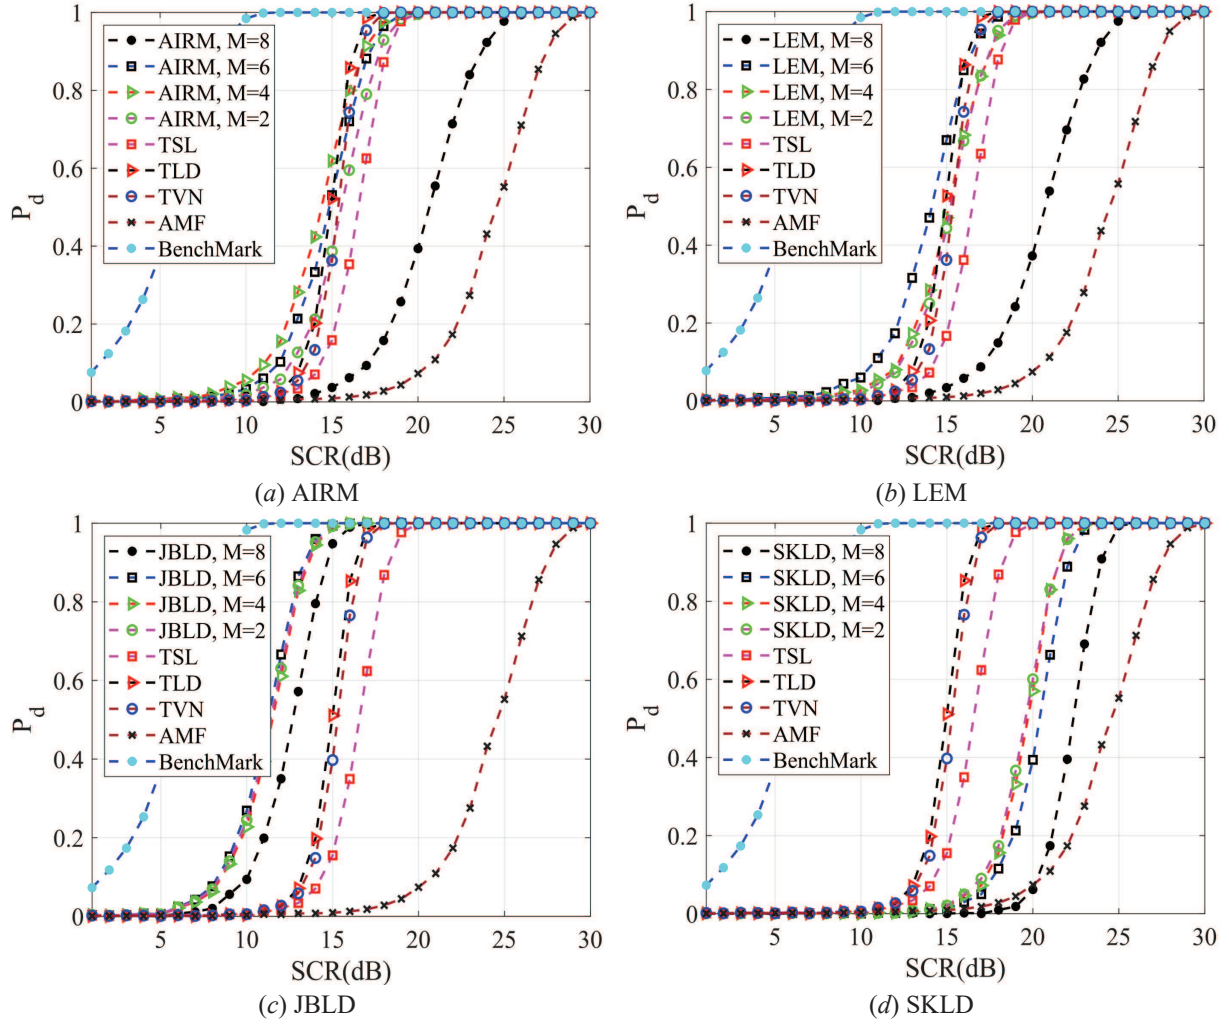 1
0.8
0.6
0.4
0.2
0
P_d
AIRM, M=8
AIRM, M=6
AIRM, M=4
AIRM, M=2
TSL
TLD
TVN
AMF
BenchMark
5 10 15 20 25 30
SCR(dB)
(a) AIRM
1
0.8
0.6
0.4
0.2
0
P_d
LEM, M=8
LEM, M=6
LEM, M=4
LEM, M=2
TSL
TLD
TVN
AMF
BenchMark
5 10 15 20 25 30
SCR(dB)
(b) LEM
1
0.8
0.6
0.4
0.2
0
P_d
JBLD, M=8
JBLD, M=6
JBLD, M=4
JBLD, M=2
TSL
TLD
TVN
AMF
BenchMark
5 10 15 20 25 30
SCR(dB)
(c) JBLD
1
0.8
0.6
0.4
0.2
0
P_d
SKLD, M=8
SKLD, M=6
SKLD, M=4
SKLD, M=2
TSL
TLD
TVN
AMF
BenchMark
5 10 15 20 25 30
SCR(dB)
(d) SKLD